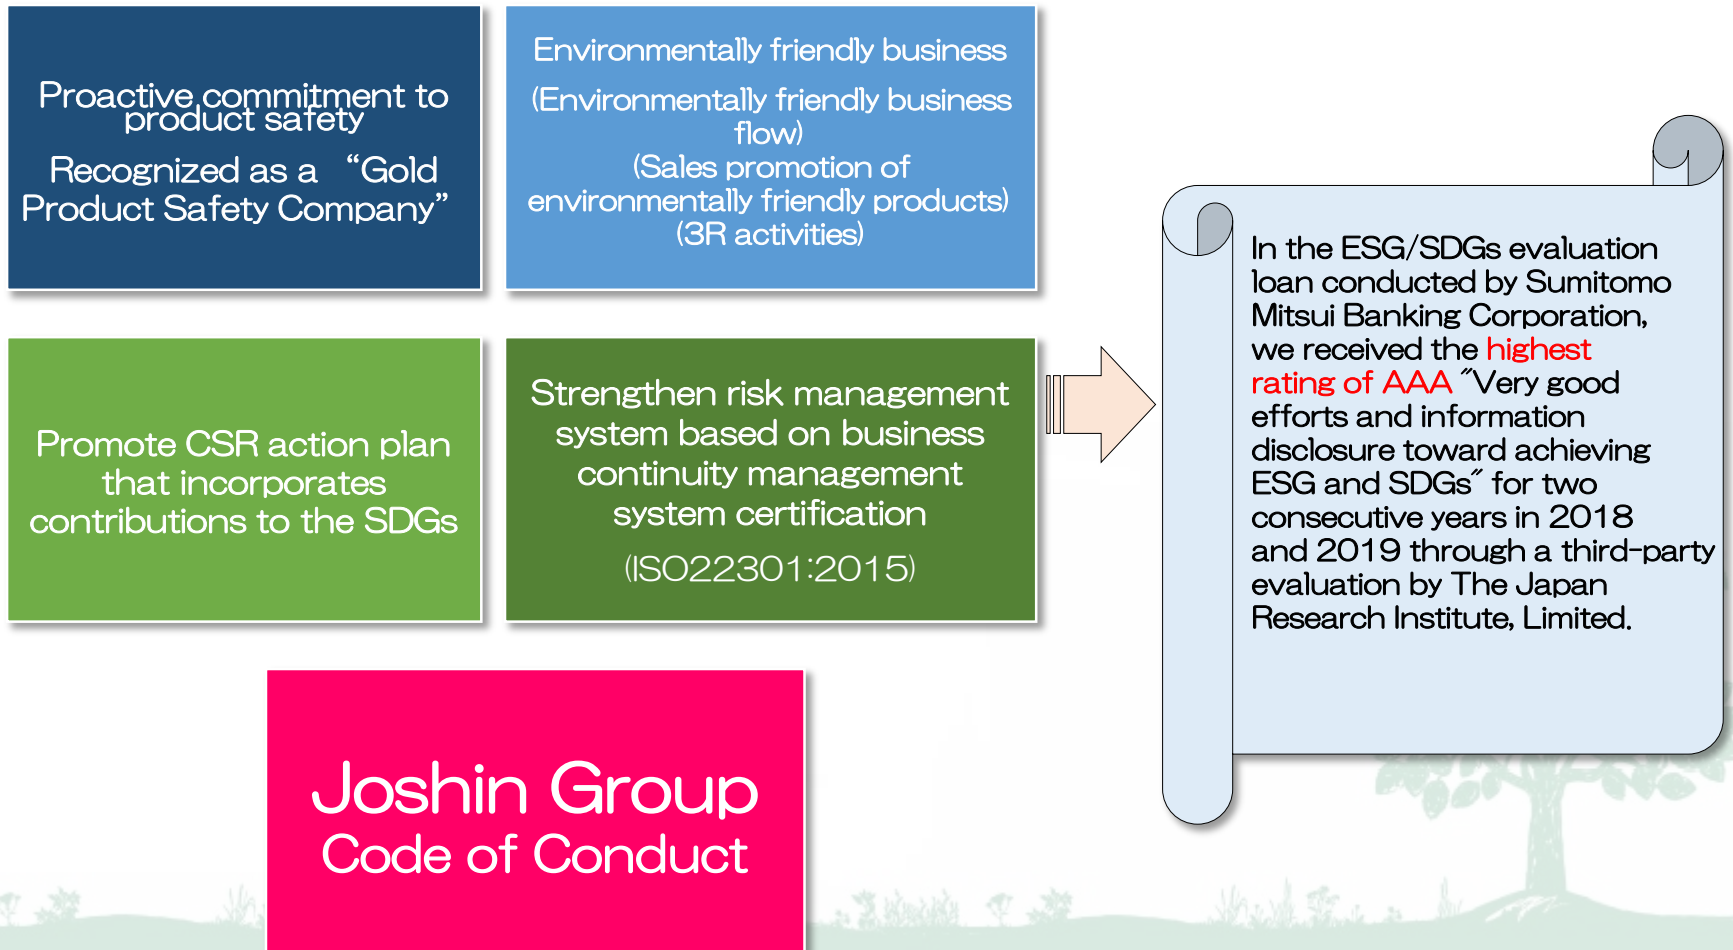 Proactive commitment to
product safety
Recognized as a “Gold
Product Safety Company”
Environmentally friendly business
(Environmentally friendly business
flow)
(Sales promotion of
environmentally friendly products)
(3R activities)
Promote CSR action plan
that incorporates
contributions to the SDGs
Strengthen risk management
system based on business
continuity management
system certification
(ISO22301:2015)
Joshin Group
Code of Conduct
In the ESG/SDGs evaluation
loan conducted by Sumitomo
Mitsui Banking Corporation,
we received the highest
rating of AAA "Very good
efforts and information
disclosure toward achieving
ESG and SDGs" for two
consecutive years in 2018
and 2019 through a third-party
evaluation by The Japan
Research Institute, Limited.